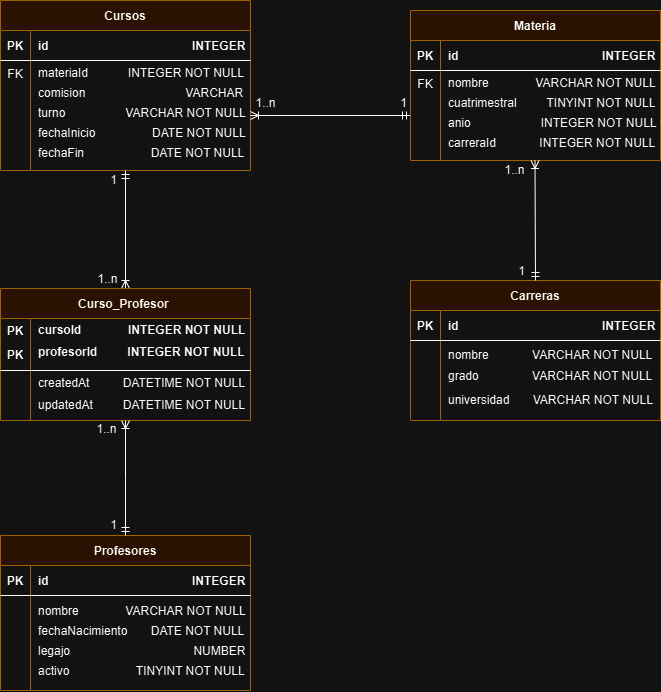 Cursos
PK id INTEGER
FK materiaId INTEGER NOT NULL
comision VARCHAR
turno VARCHAR NOT NULL
fechaInicio DATE NOT NULL
fechaFin DATE NOT NULL
Materia
PK id INTEGER
FK nombre VARCHAR NOT NULL
cuatrimestral TINYINT NOT NULL
anio INTEGER NOT NULL
carreraId INTEGER NOT NULL
1..n 1
1
1..n
1..n
1
Curso_Profesor
PK cursoId INTEGER NOT NULL
PK profesorId INTEGER NOT NULL
createdAt DATETIME NOT NULL
updatedAt DATETIME NOT NULL
Carreras
PK id INTEGER
nombre VARCHAR NOT NULL
grado VARCHAR NOT NULL
universidad VARCHAR NOT NULL
1..n
1
Profesores
PK id INTEGER
nombre VARCHAR NOT NULL
fechaNacimiento DATE NOT NULL
legajo NUMBER
activo TINYINT NOT NULL